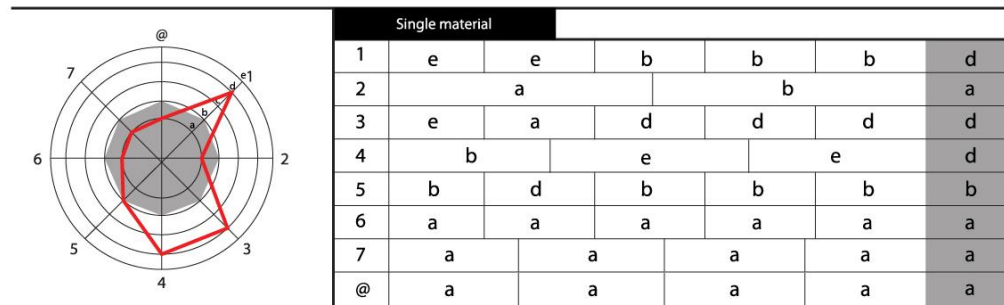 Single material
@
7
e
1
d
c
b
a
6
2
5
3
4
1 e e b b b d
2 a b a
3 e a d d d d
4 b e e d
5 b d b b b b
6 a a a a a a
7 a a a a a
@ a a a a a